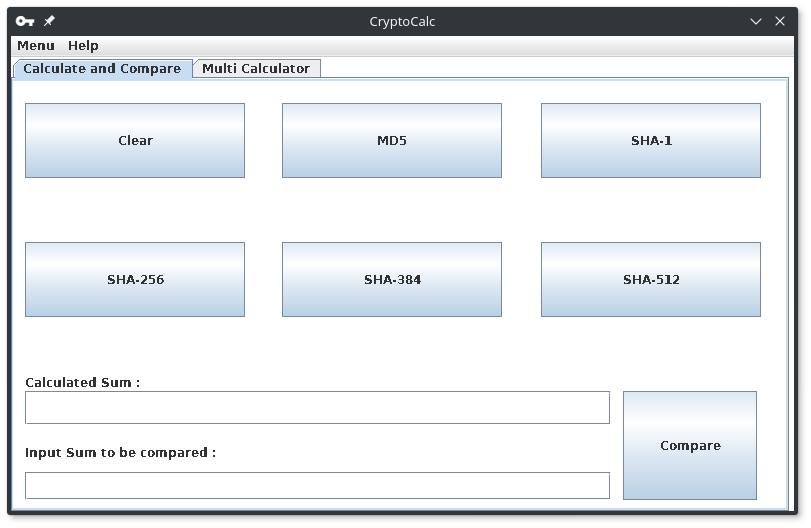 CryptoCalc
Menu Help
Calculate and Compare Multi Calculator
Clear MD5 SHA-1
SHA-256 SHA-384 SHA-512
Calculated Sum :
Compare
Input Sum to be compared :